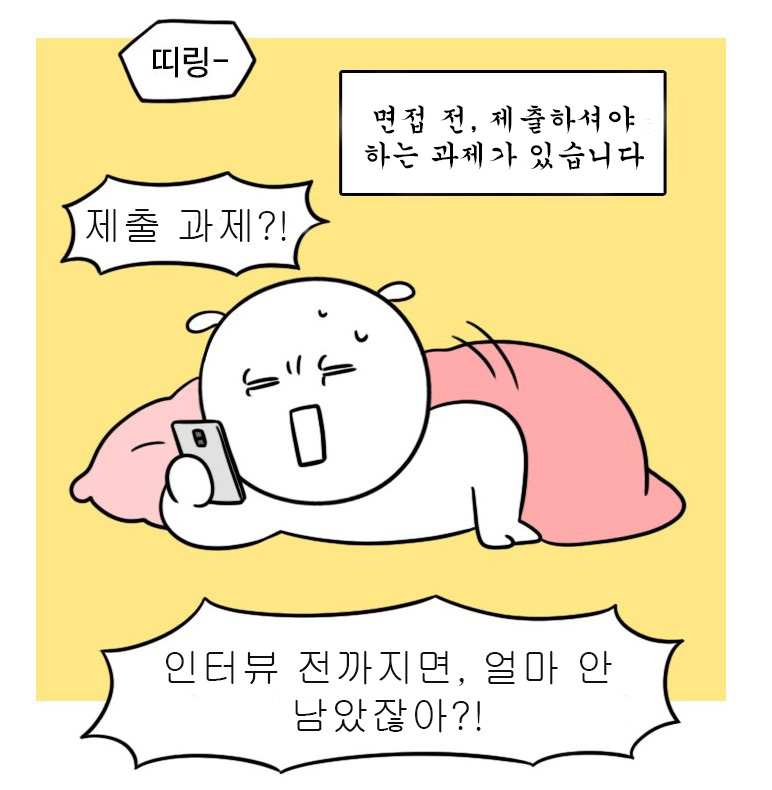 띠링-
면접 전, 제출하셔야
하는 과제가 있습니다
제출 과제?!
인터뷰 전까지면, 얼마 안
남았잖아?!